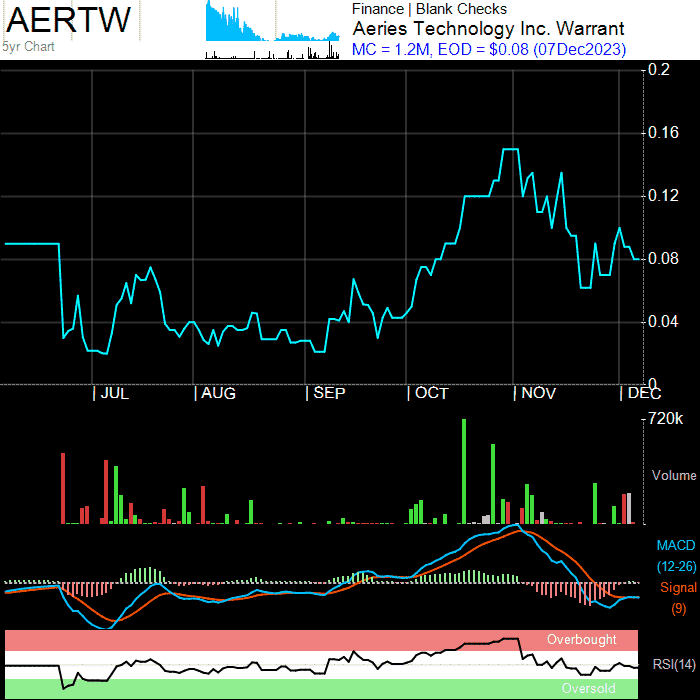 AERTW
5yr Chart
Finance | Blank Checks
Aeries Technology Inc. Warrant
MC = 1.2M, EOD = $0.08 (07Dec2023)
0.2
0.16
0.12
0.08
0.04
0
| JUL | AUG | SEP | OCT | NOV | DEC
720k
Volume
MACD
(12-26)
Signal
(9)
Overbought
RSI(14)
Oversold